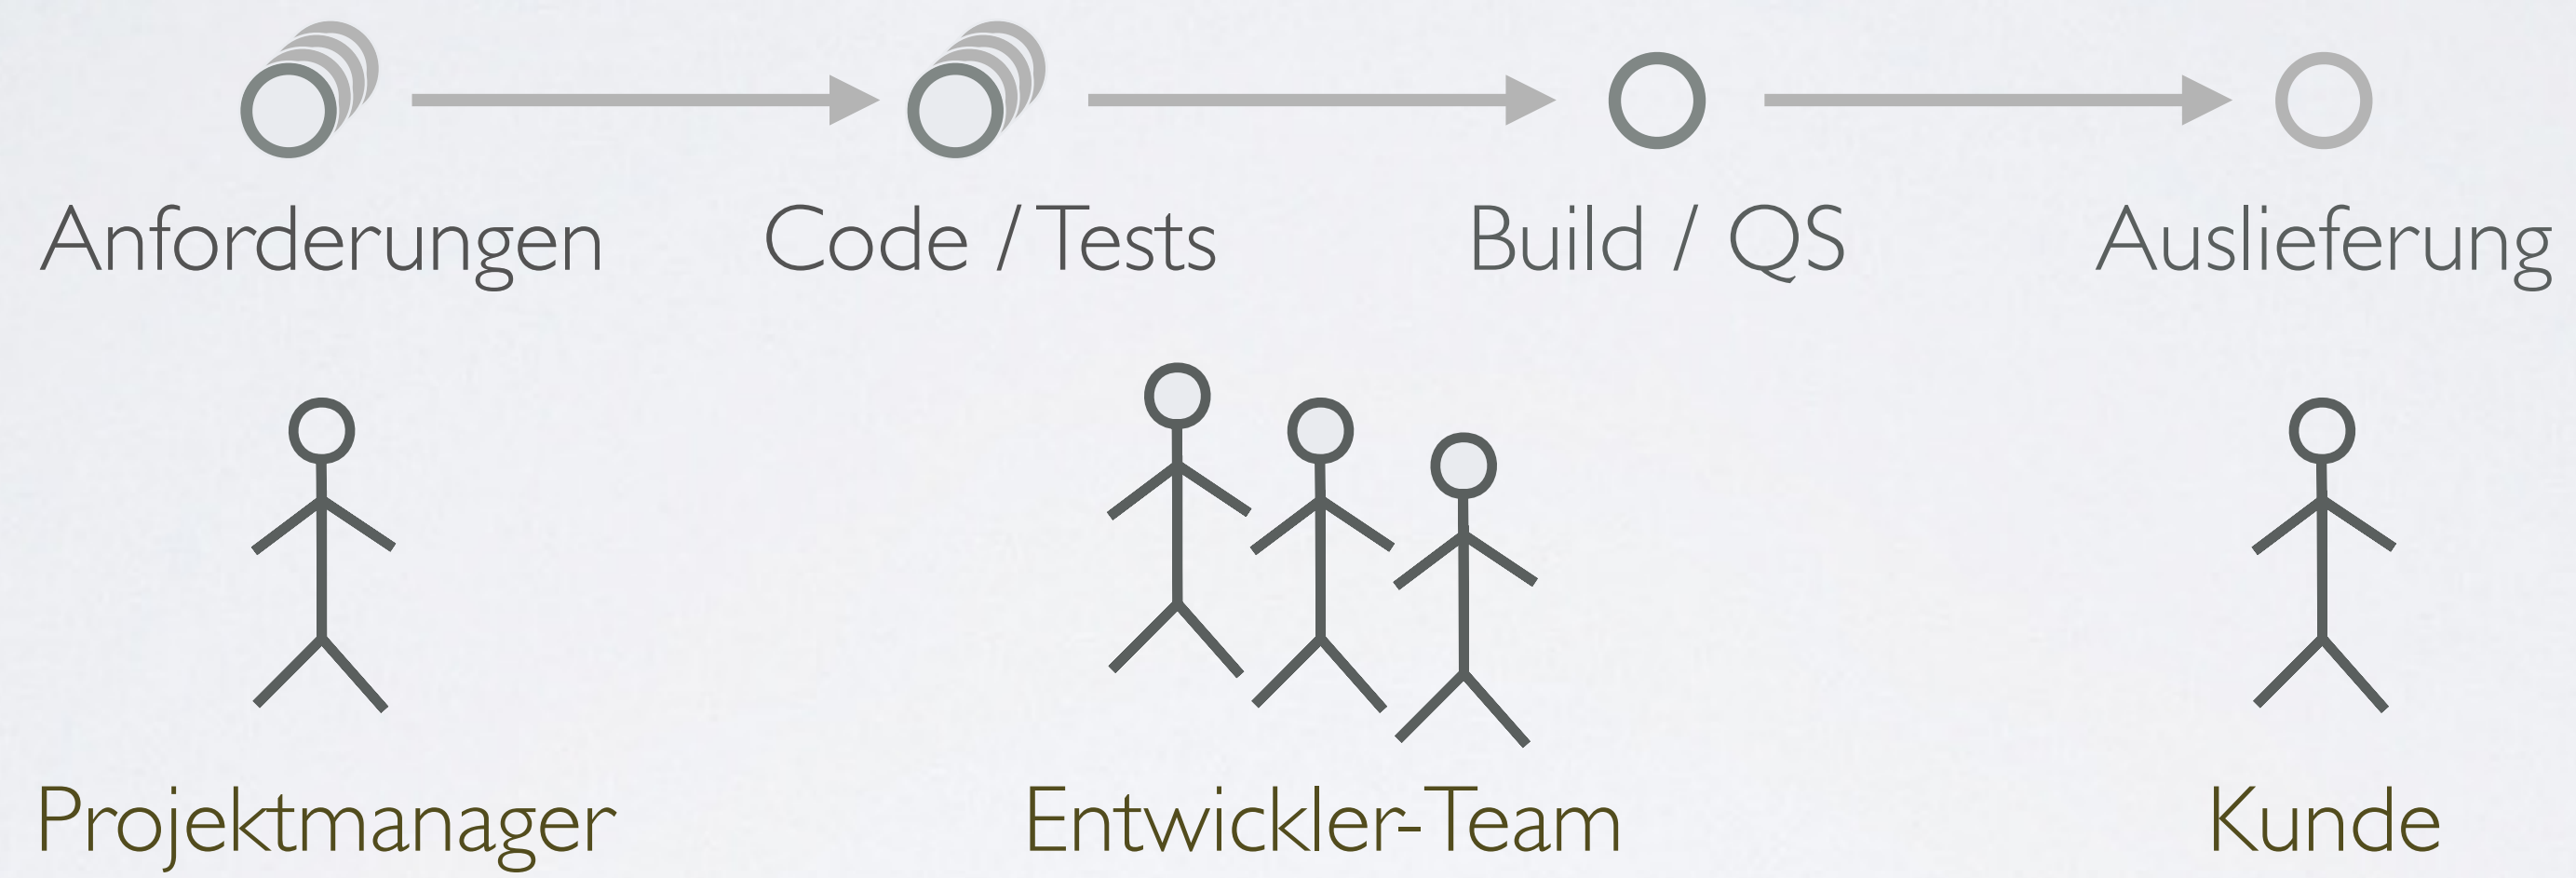 Anforderungen Code / Tests Build / QS Auslieferung
Projektmanager Entwickler-Team Kunde